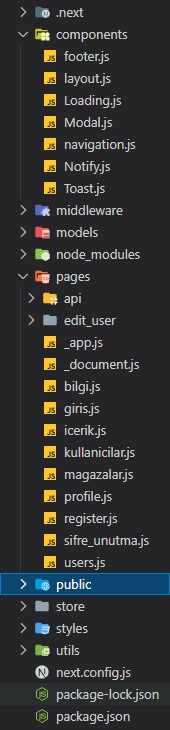 .next
components
footer.js
layout.js
Loading.js
Modal.js
navigation.js
Notify.js
Toast.js
middleware
models
node_modules
pages
api
edit_user
_app.js
_document.js
bilgi.js
giris.js
icerik.js
kullanicilar.js
magazalar.js
profile.js
register.js
sifre_unutma.js
users.js
public
store
styles
utils
next.config.js
package-lock.json
package.json